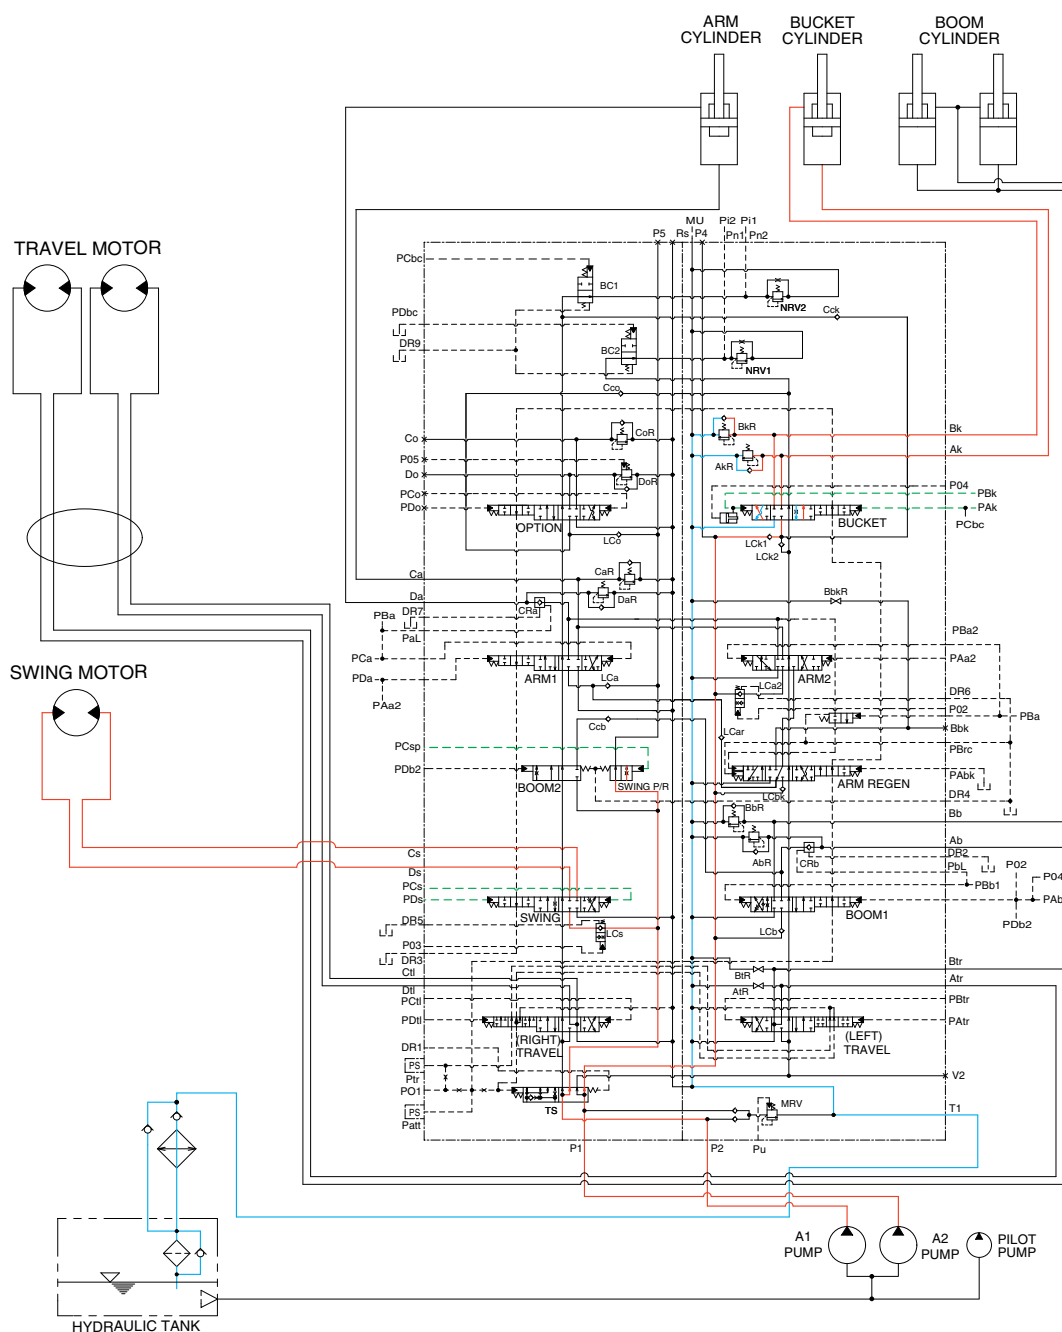 ARM
CYLINDER
BUCKET
CYLINDER
BOOM
CYLINDER
TRAVEL MOTOR
SWING MOTOR
MU
Pi2
Pi1
P5
Rs
P4
Pn1
Pn2
PCbc
BC1
NRV2
Cck
PDbc
DR9
BC2
NRV1
Cco
Co
CoR
BkR
Bk
P05
AkR
Ak
Do
DoR
P04
PCo
PBk
PDo
PAk
OPTION
BUCKET
PCbc
LCo
LCk1
LCk2
Ca
CaR
Da
DaR
BbkR
DR7
CRa
PBa
PaL
PBa2
PCa
PAa2
PDa
ARM1
LCa
ARM2
LCa2
PAa2
DR6
P02
PBa
Ccb
LCar
Bbk
PCsp
PBrc
PDb2
PAbk
BOOM2
SWING P/R
LCbk
ARM REGEN
DR4
BbR
Bb
AbR
CRb
Ab
Cs
DR2
Ds
PbL
P02
PCs
PBb1
P04
PDs
PAb
SWING
BOOM1
PDb2
DR5
LCs
LCb
P03
DR3
Btr
Ctl
BtR
Atr
Dtl
AtR
PCtl
PBtr
PDtl
PAtr
(RIGHT)
TRAVEL
(LEFT)
TRAVEL
DR1
PS
Ptr
V2
PO1
TS
MRV
T1
PS
Patt
P1
P2
Pu
A1
PUMP
A2
PUMP
PILOT
PUMP
HYDRAULIC TANK